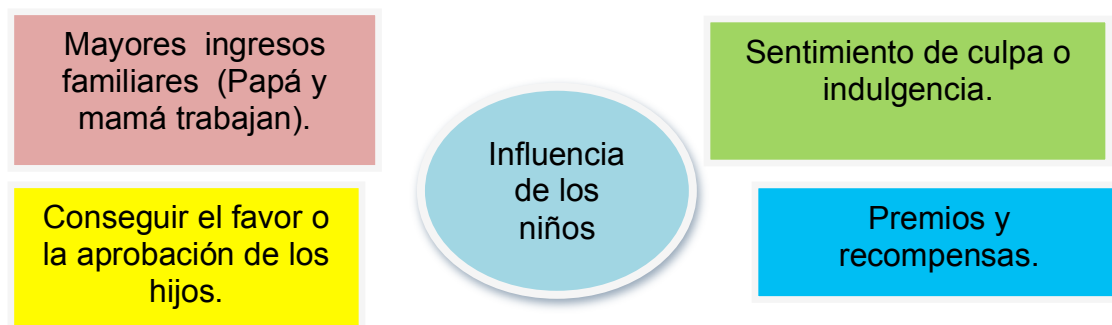 Mayores ingresos
familiares (Papá y
mamá trabajan).
Sentimiento de culpa o
indulgencia.
Influencia
de los
niños
Conseguir el favor o
la aprobación de los
hijos.
Premios y
recompensas.